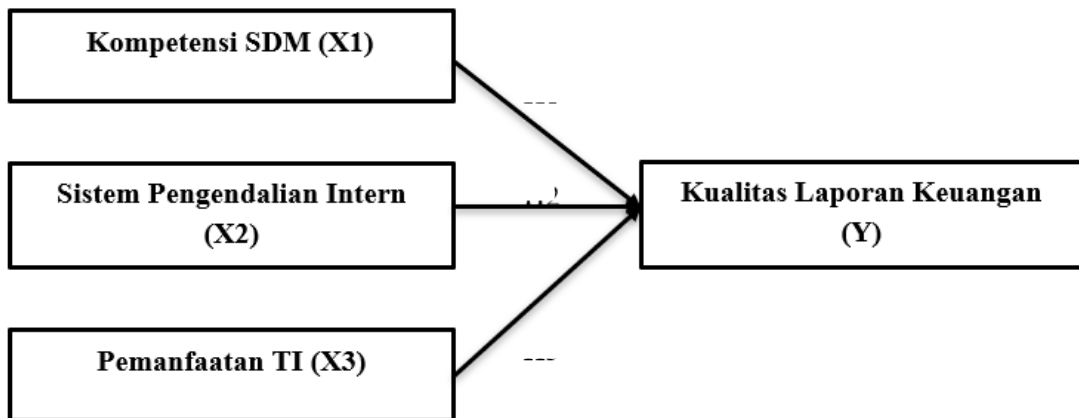 Kompetensi SDM (X1)
Sistem Pengendalian Intern
(X2)
Kualitas Laporan Keuangan
(Y)
Pemanfaatan TI (X3)